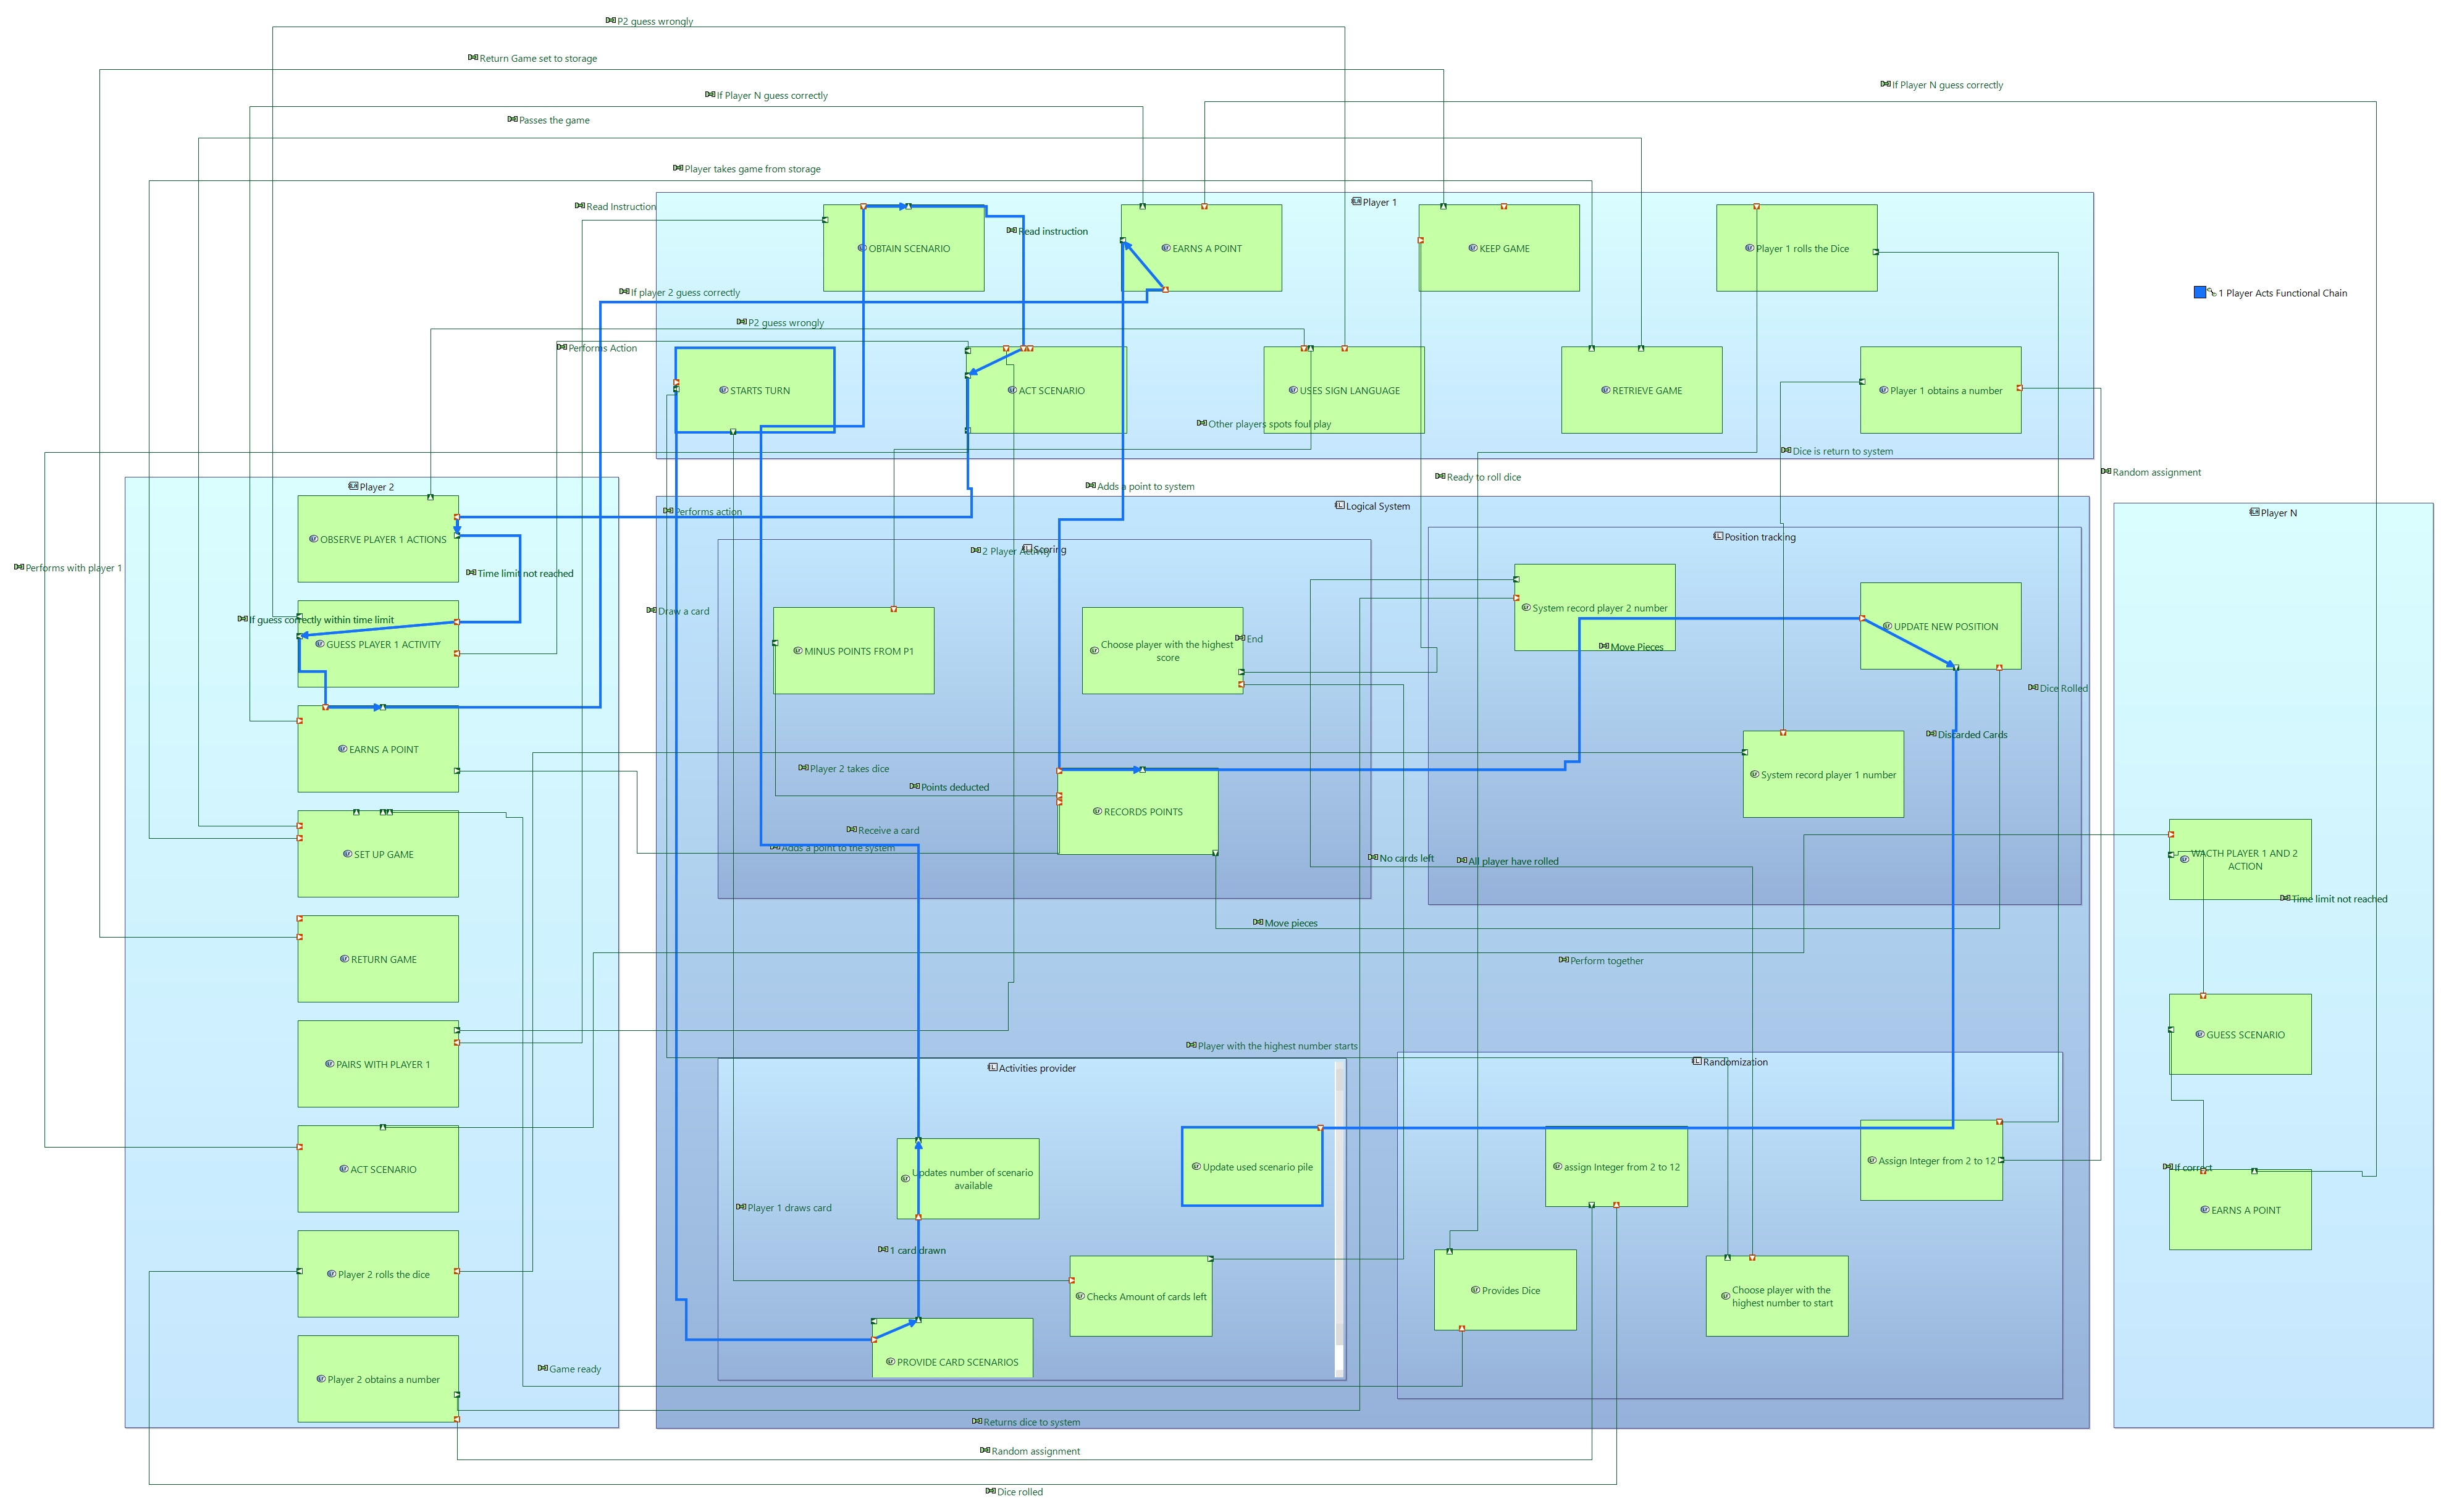 P2 guess wrongly
Return Game set to storage
If Player N guess correctly
If Player N guess correctly
Passes the game
Player takes game from storage
Read Instruction
Player 1
Read instruction
OBTAIN SCENARIO
EARNS A POINT
KEEP GAME
Player 1 rolls the Dice
If player 2 guess correctly
1 Player Acts Functional Chain
P2 guess wrongly
Performs Action
STARTS TURN
ACT SCENARIO
USES SIGN LANGUAGE
RETRIEVE GAME
Player 1 obtains a number
Other players spots foul play
Dice is return to system
Random assignment
Ready to roll dice
Player 2
Adds a point to system
Performs action
Logical System
Player N
OBSERVE PLAYER 1 ACTIONS
Position tracking
2 Player Activity
Scoring
Performs with player 1
Time limit not reached
Draw a card
System record player 2 number
If guess correctly within time limit
UPDATE NEW POSITION
GUESS PLAYER 1 ACTIVITY
MINUS POINTS FROM P1
Choose player with the highest
score
End
Move Pieces
Dice Rolled
Discarded Cards
EARNS A POINT
Player 2 takes dice
System record player 1 number
Points deducted
RECORDS POINTS
Receive a card
Adds a point to the system
SET UP GAME
No cards left
All player have rolled
WACTH PLAYER 1 AND 2
ACTION
Time limit not reached
Move pieces
RETURN GAME
Perform together
GUESS SCENARIO
Player with the highest number starts
PAIRS WITH PLAYER 1
Activities provider
Randomization
ACT SCENARIO
Updates number of scenario
available
Update used scenario pile
assign Integer from 2 to 12
Assign Integer from 2 to 12
If correct
EARNS A POINT
Player 1 draws card
1 card drawn
Player 2 rolls the dice
Checks Amount of cards left
Provides Dice
Choose player with the
highest number to start
PROVIDE CARD SCENARIOS
Game ready
Player 2 obtains a number
Returns dice to system
Random assignment
Dice rolled